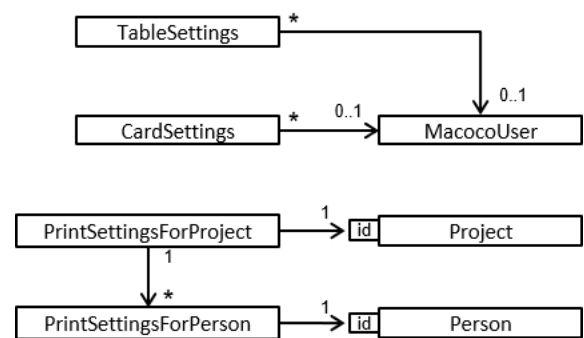 TableSettings
*
0..1
CardSettings
*
0..1
MacocoUser
PrintSettingsForProject
1
id
Project
1
*
PrintSettingsForPerson
1
id
Person